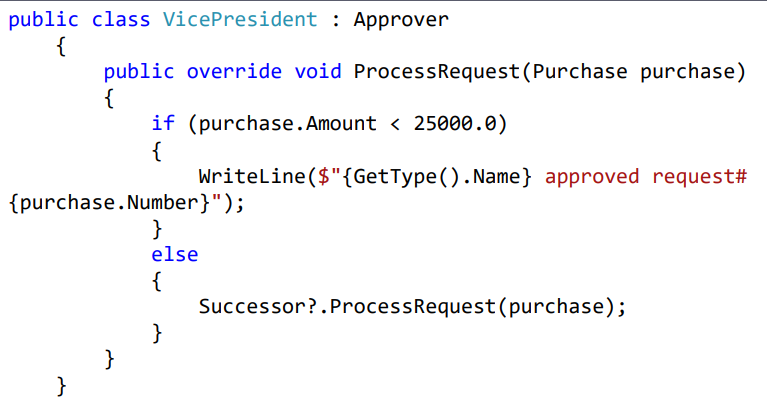 public class VicePresident : Approver
    {
        public override void ProcessRequest(Purchase purchase)
        {
            if (purchase.Amount < 25000.0)
            {
                WriteLine($"{GetType().Name} approved request#
{purchase.Number}");
            }
            else
            {
                Successor?.ProcessRequest(purchase);
            }
        }
    }